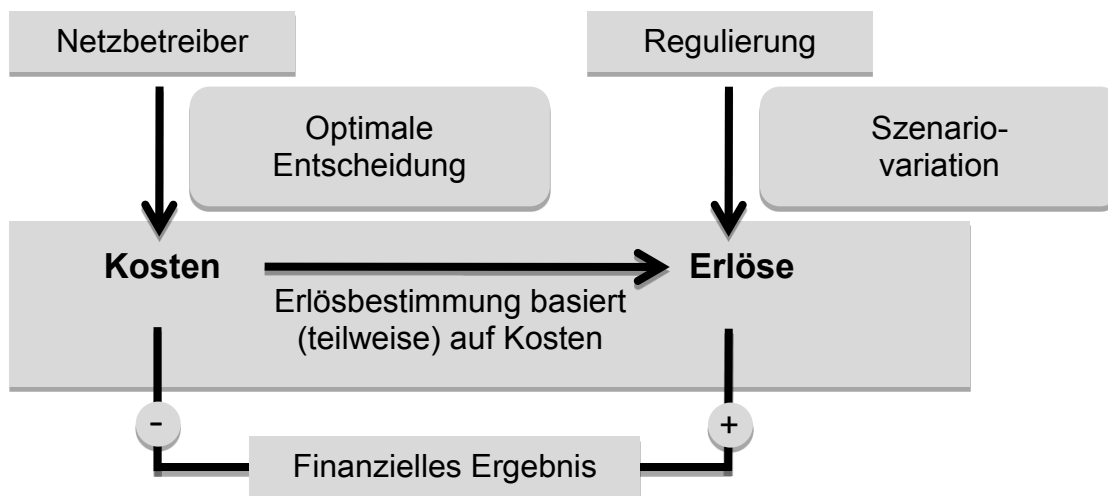 Netzbetreiber
Regulierung
Optimale
Entscheidung
Szenario-
variation
Kosten
Erlöse
Erlösbestimmung basiert
(teilweise) auf Kosten
-
+
Finanzielles Ergebnis